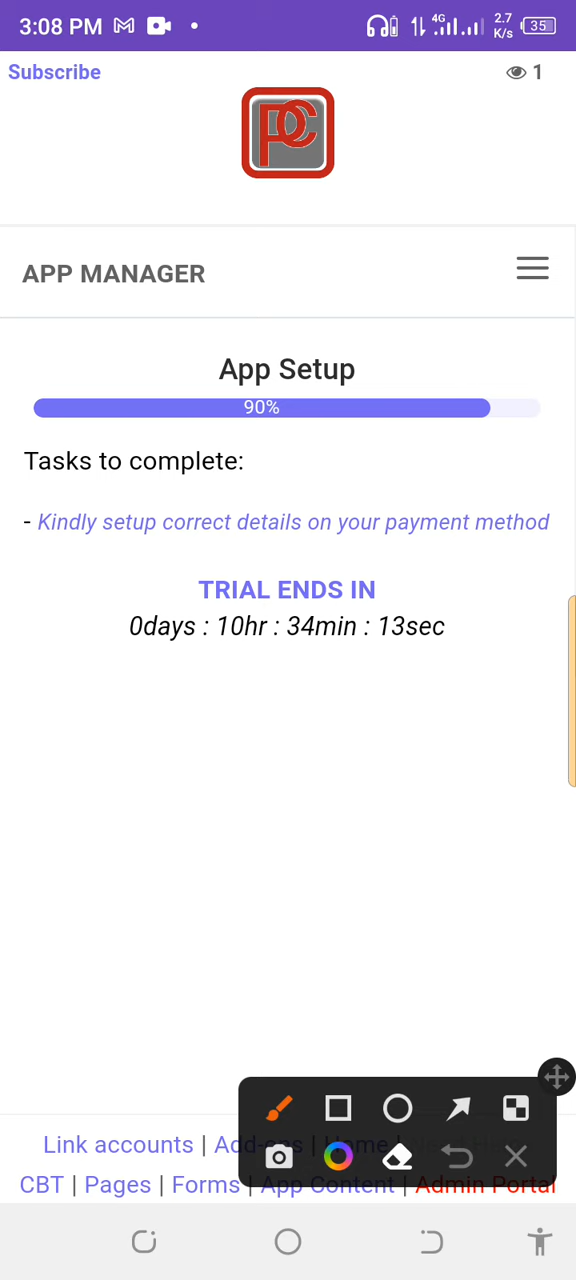 3:08 PM 4G 2.7 K/s 35
Subscribe 1
PC
APP MANAGER
App Setup
90%
Tasks to complete:
- Kindly setup correct details on your payment method
TRIAL ENDS IN
0days : 10hr : 34min : 13sec
Link accounts | Add-ons | Home |
CBT | Pages | Forms | App Content | Admin Portal